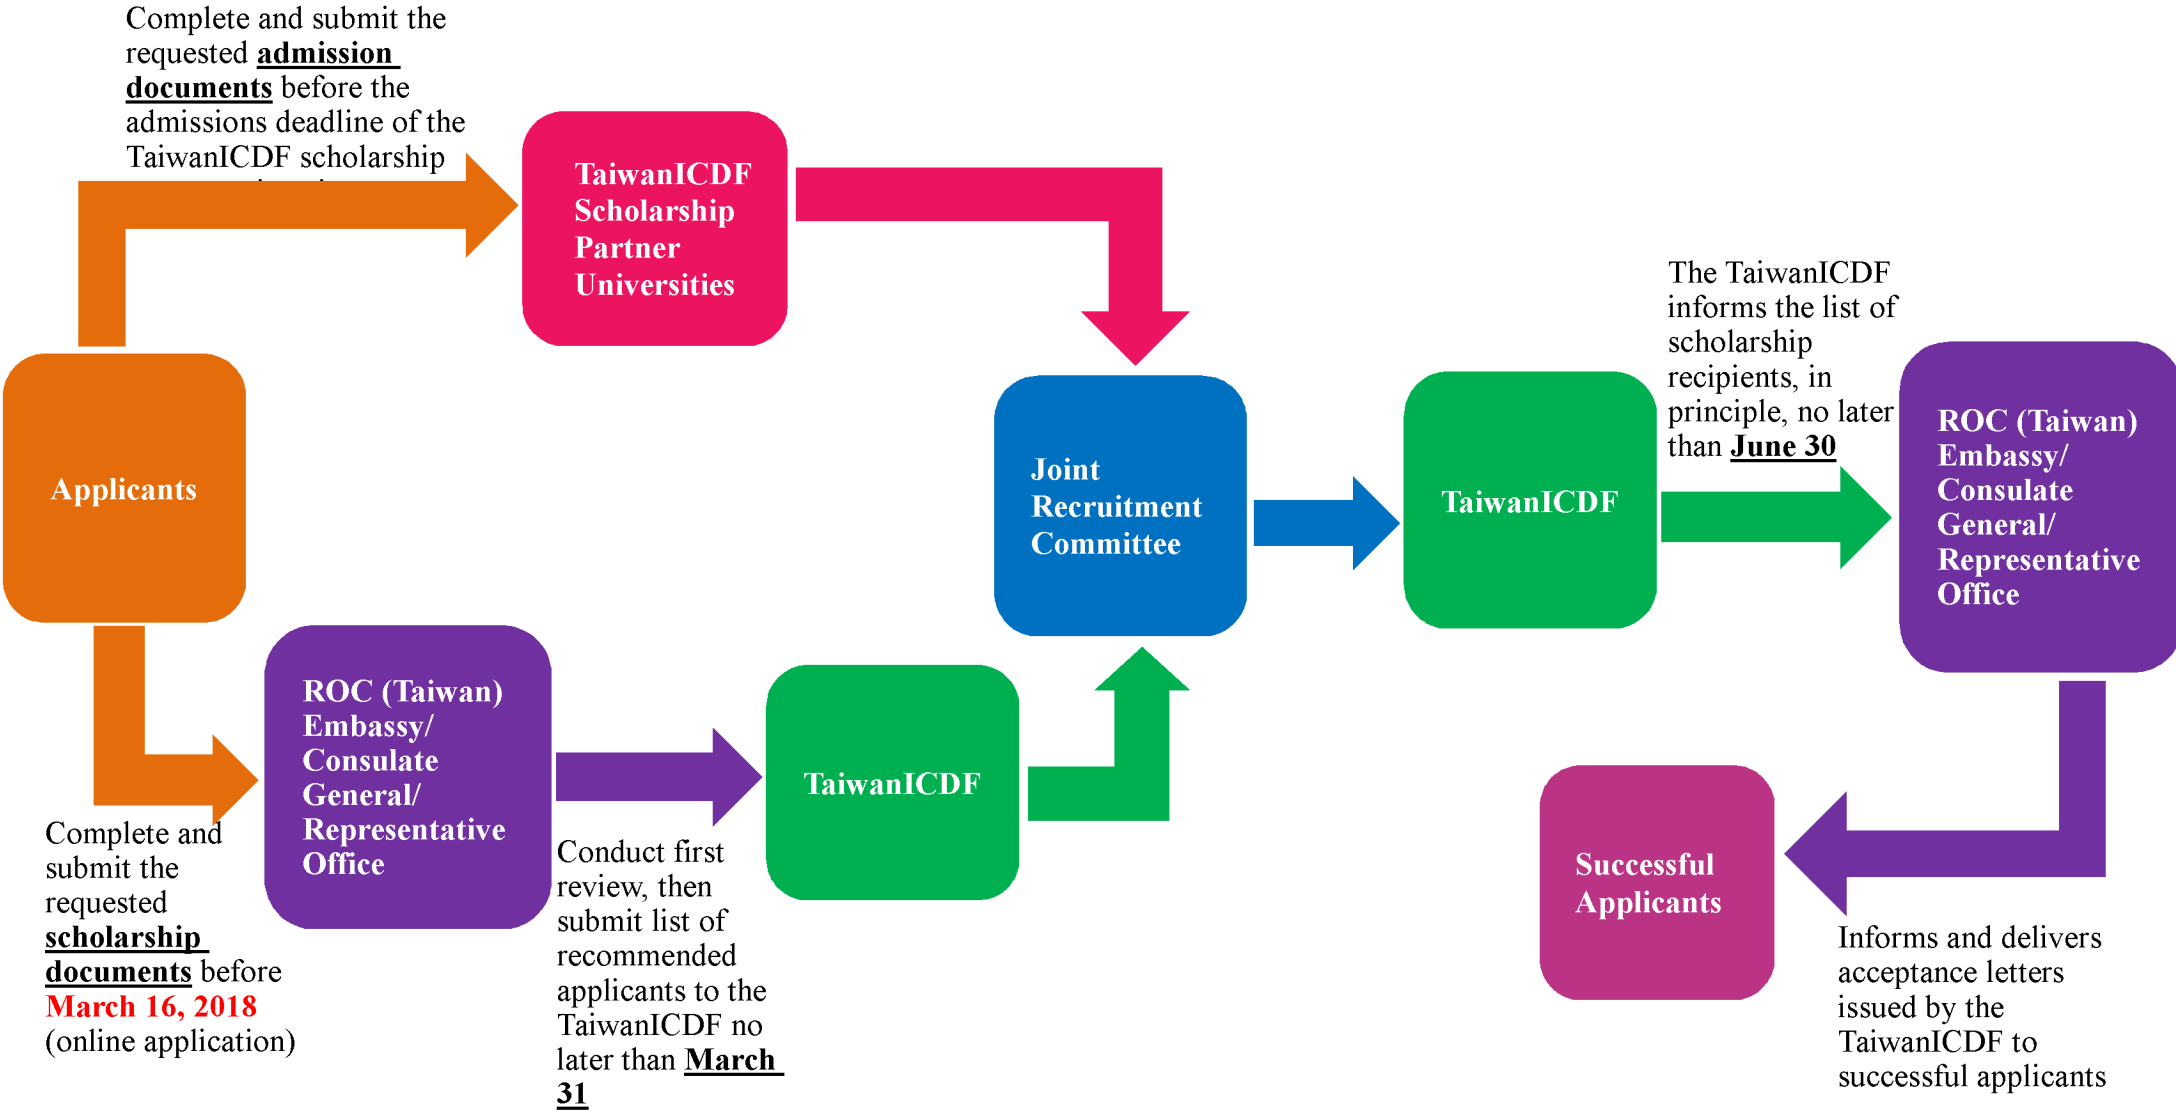 Complete and submit the
requested admission
documents before the
admissions deadline of the
TaiwanICDF scholarship
TaiwanICDF
Scholarship
Partner
Universities
Applicants
Complete and
submit the
requested
scholarship
documents before
March 16, 2018
(online application)
ROC (Taiwan)
Embassy/
Consulate
General/
Representative
Office
Conduct first
review, then
submit list of
recommended
applicants to the
TaiwanICDF no
later than March
31
TaiwanICDF
Joint
Recruitment
Committee
TaiwanICDF
The TaiwanICDF
informs the list of
scholarship
recipients, in
principle, no later
than June 30
ROC (Taiwan)
Embassy/
Consulate
General/
Representative
Office
Informs and delivers
acceptance letters
issued by the
TaiwanICDF to
successful applicants
Successful
Applicants